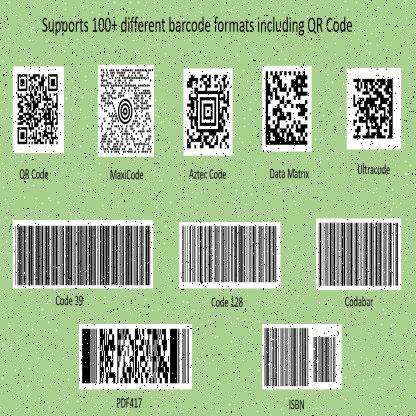 Supports 100+ different barcode formats including QR Code
QR Code
MaxiCode
Aztec Code
Data Matrix
Ultracode
Code 39
Code 128
Codabar
PDF417
ISBN